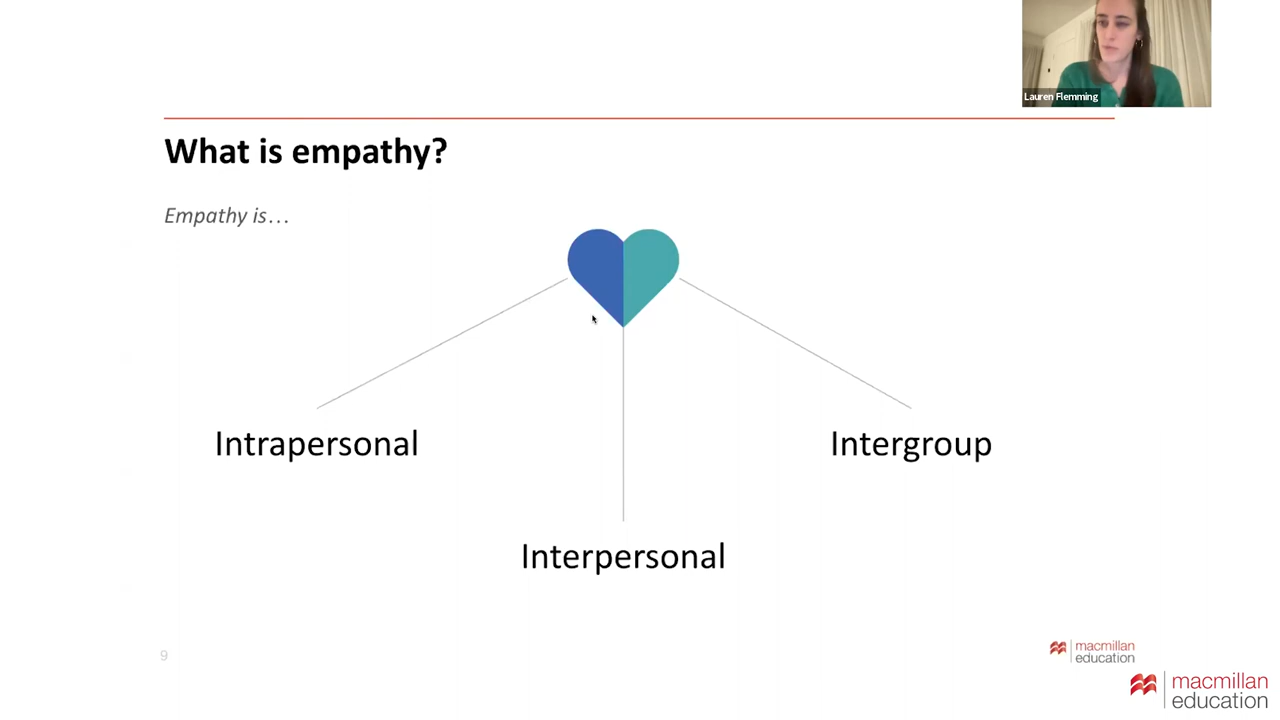 Lauren Flemming
What is empathy?
Empathy is…
Intrapersonal
Intergroup
Interpersonal
9
macmillan
education
macmillan
education